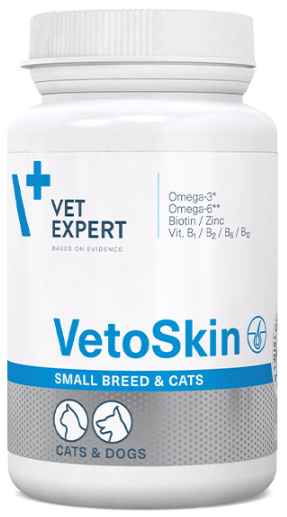 VET
EXPERT
BASED ON EVIDENCE
Omega-3*
Omega-6**
Biotin / Zinc
Vit. B₁ / B₂ / B₆ / B₁₂
VetoSkin
SMALL BREED & CATS
CATS & DOGS